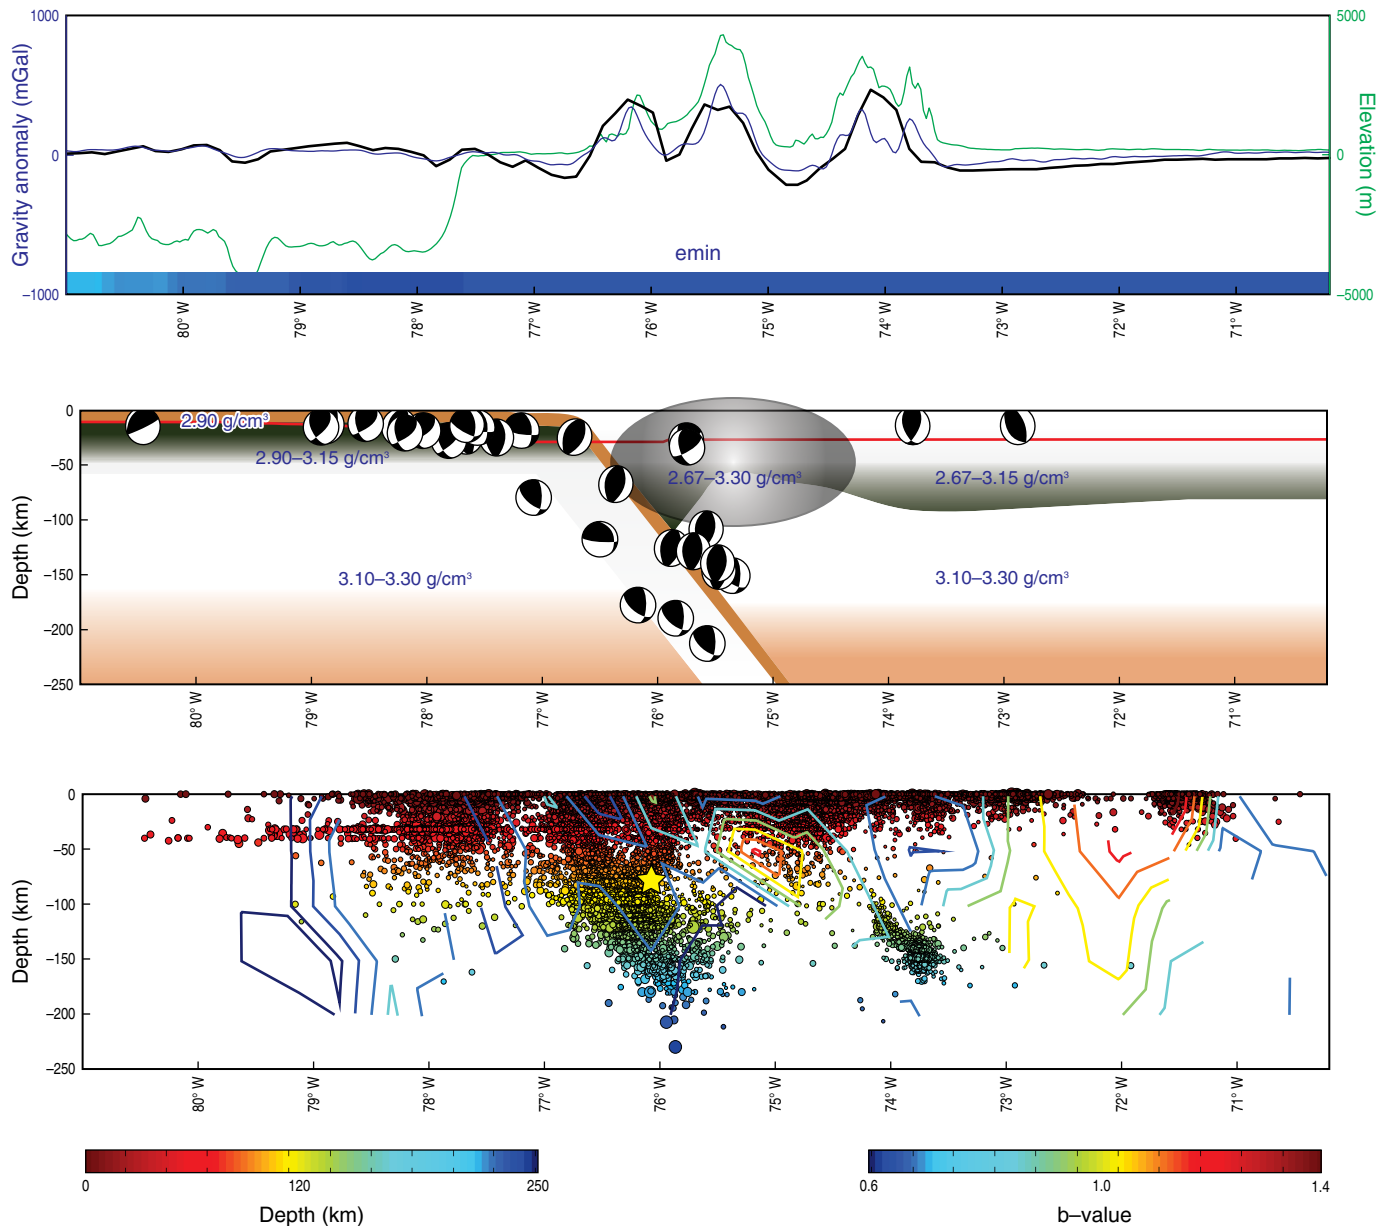 1000
5000
Gravity anomaly (mGal)
0
0
Elevation (m)
emin
−1000
−5000
80° W
79° W
78° W
77° W
76° W
75° W
74° W
73° W
72° W
71° W
0
2.90 g/cm³
2.90–3.15 g/cm³
2.67–3.30 g/cm³
2.67–3.15 g/cm³
−50
−100
Depth (km)
−150
3.10–3.30 g/cm³
3.10–3.30 g/cm³
−200
−250
80° W
79° W
78° W
77° W
76° W
75° W
74° W
73° W
72° W
71° W
0
−50
−100
Depth (km)
−150
−200
−250
80° W
79° W
78° W
77° W
76° W
75° W
74° W
73° W
72° W
71° W
0
120
250
Depth (km)
0.6
1.0
1.4
b–value